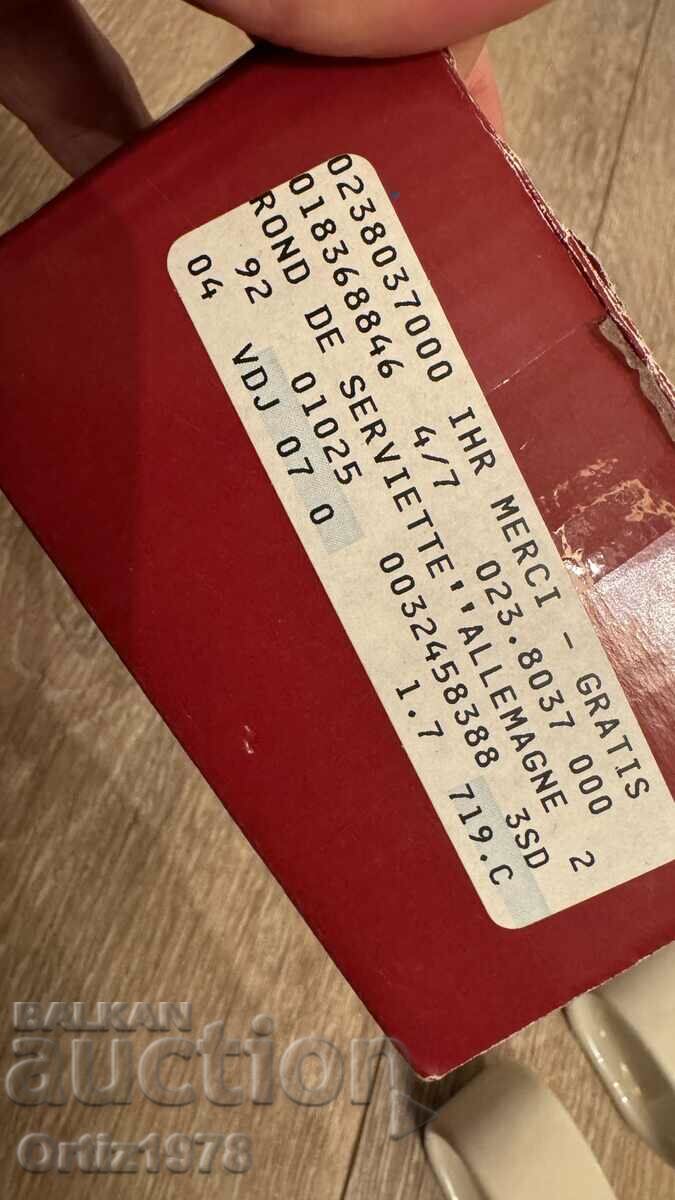 0238037000 IHR MERCI - GRATIS
018368846 4/7 023.8037 000 2
ROND DE SERVIETTE''ALLEMAGNE
92 01025 0032458388 3SD
04 VDJ 07 0 1.7 719.C
BALKAN
auction
Ortiz1978